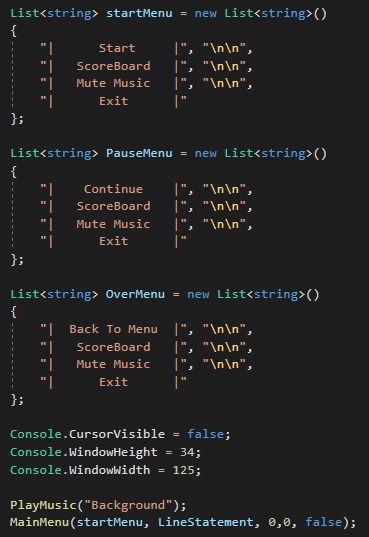 List<string> startMenu = new List<string>()
{
    "|      Start     |", "\n\n",
    "|   ScoreBoard   |", "\n\n",
    "|   Mute Music   |", "\n\n",
    "|      Exit      |"
};

List<string> PauseMenu = new List<string>()
{
    "|    Continue    |", "\n\n",
    "|   ScoreBoard   |", "\n\n",
    "|   Mute Music   |", "\n\n",
    "|      Exit      |"
};

List<string> OverMenu = new List<string>()
{
    "|  Back To Menu  |", "\n\n",
    "|   ScoreBoard   |", "\n\n",
    "|   Mute Music   |", "\n\n",
    "|      Exit      |"
};

Console.CursorVisible = false;
Console.WindowHeight = 34;
Console.WindowWidth = 125;

PlayMusic("Background");
MainMenu(startMenu, LineStatement, 0,0, false);